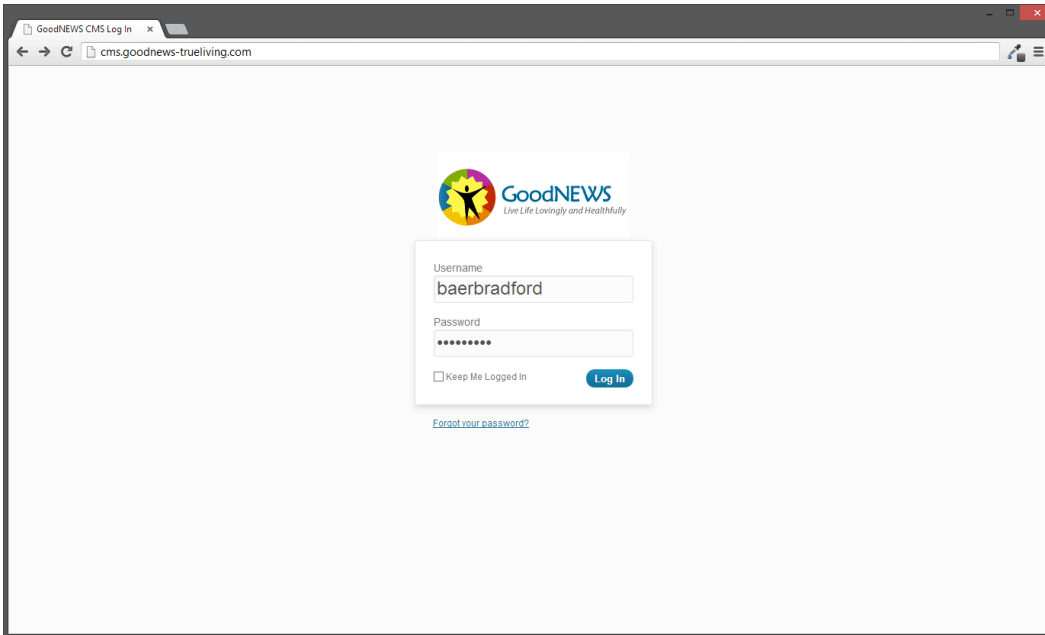 GoodNEWS CMS Log In
cms.goodnews-trueliving.com
GoodNEWS
Live Life Lovingly and Healthfully
Username
baerbradford
Password
•••••••••
Keep Me Logged In
Log In
Forgot your password?